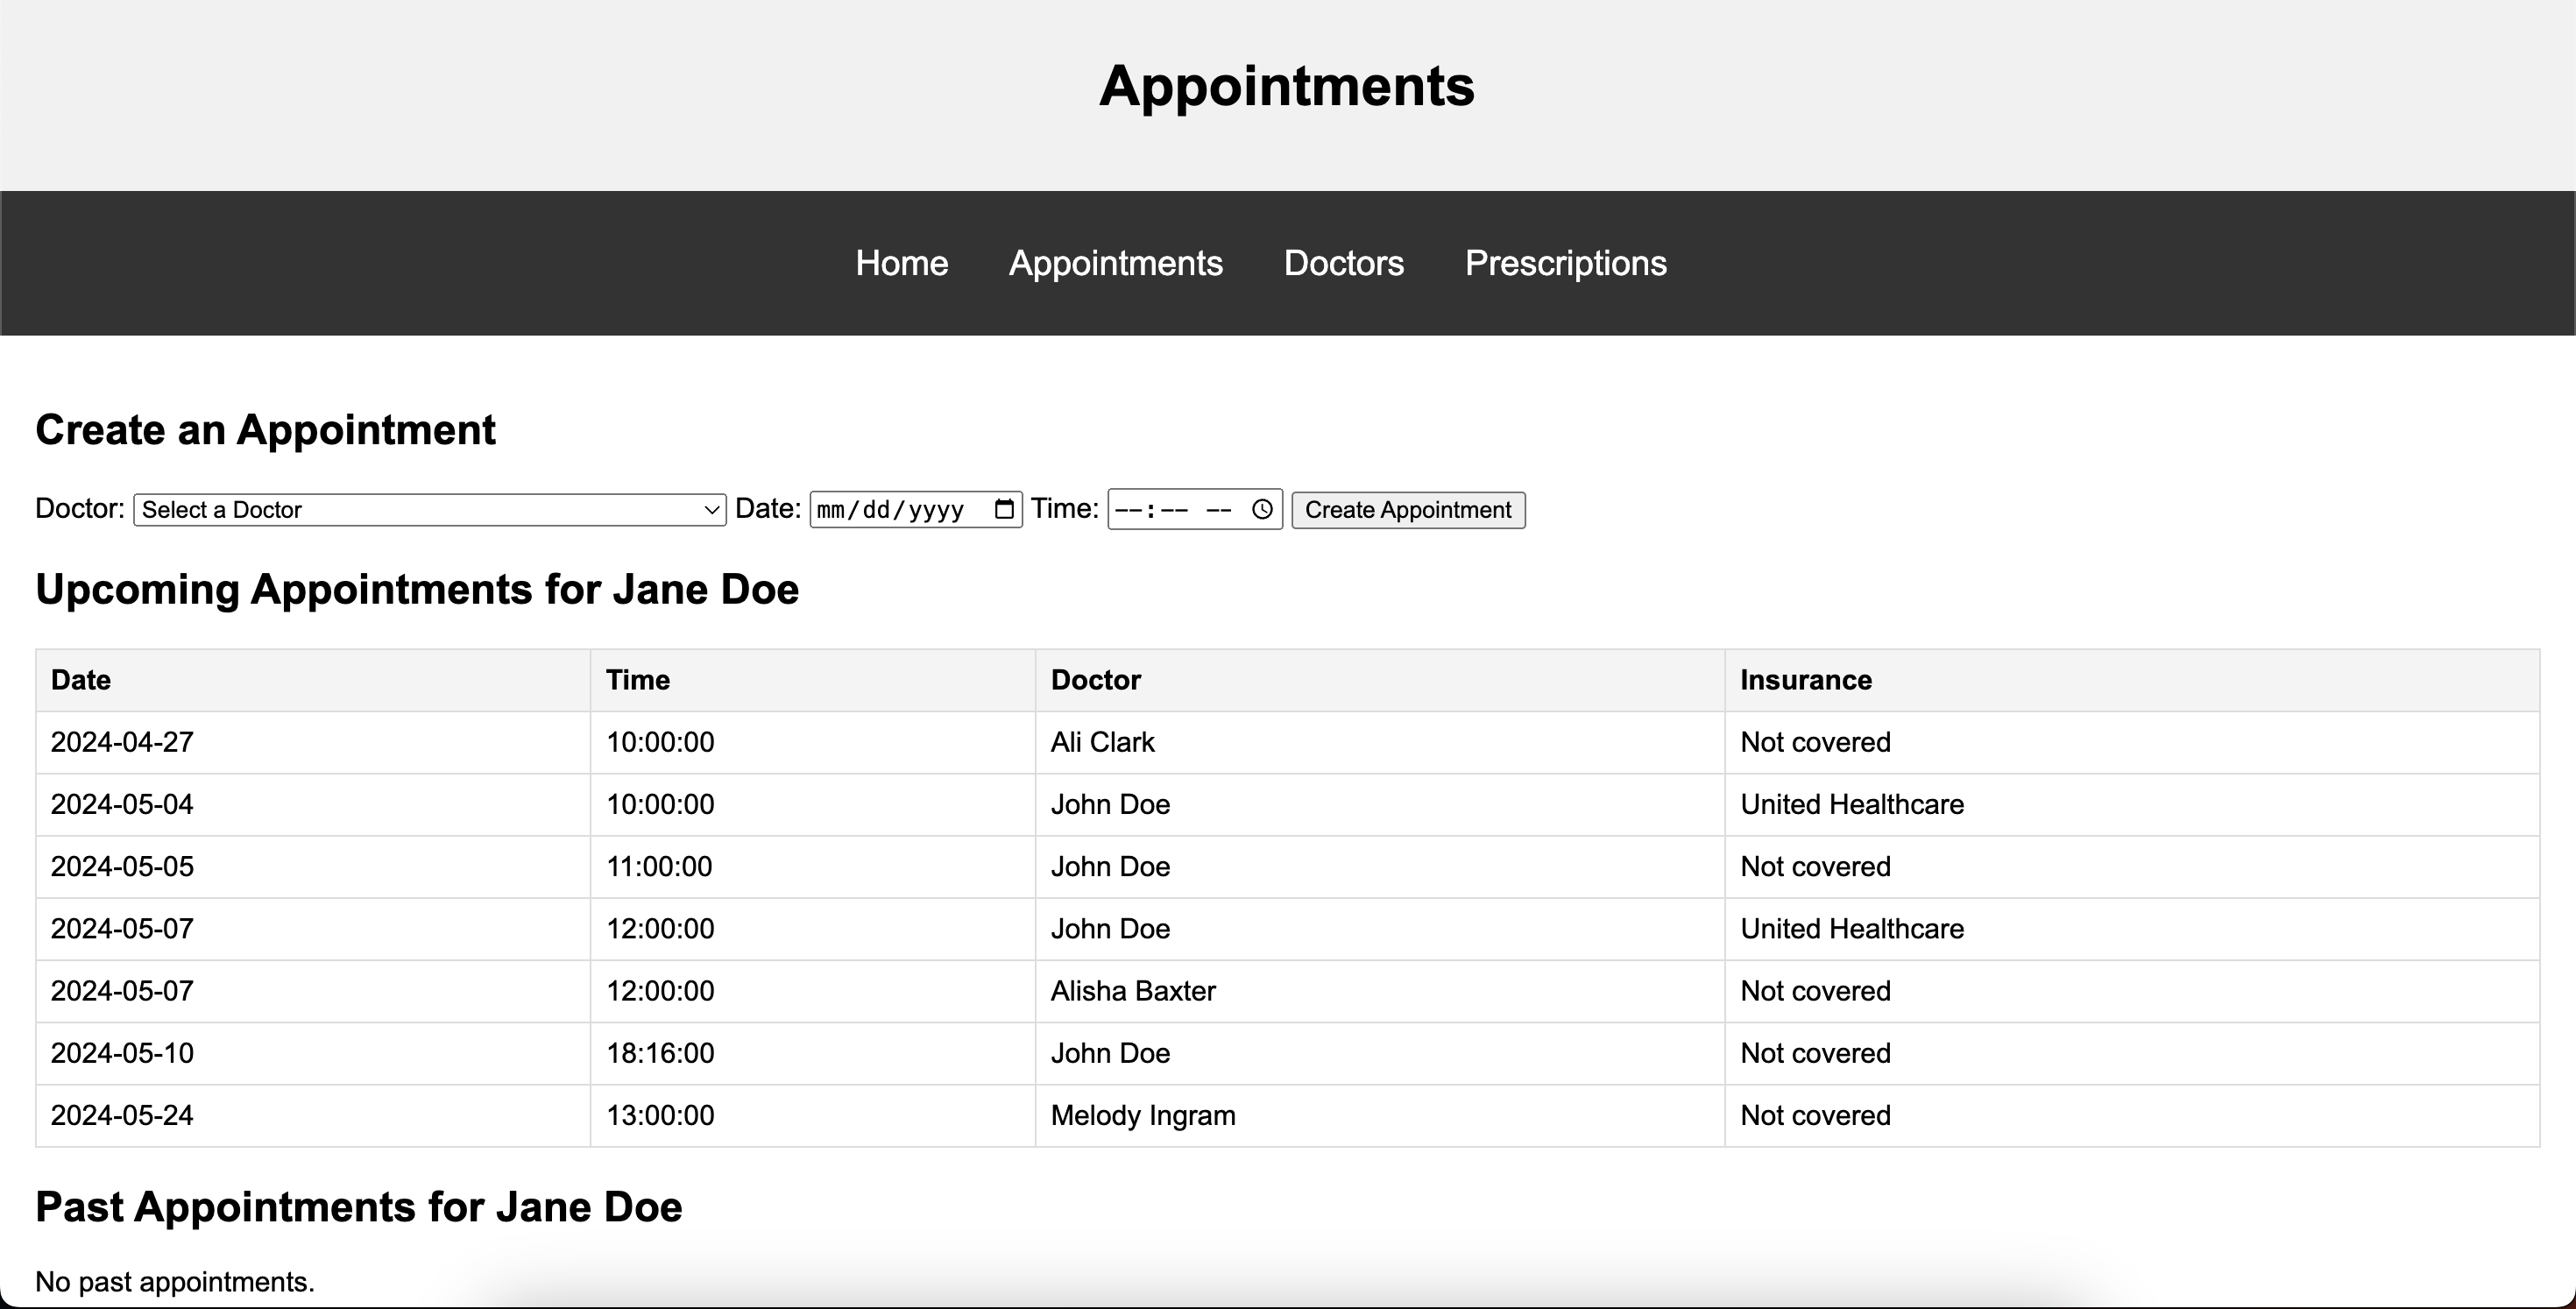 Appointments
Home Appointments Doctors Prescriptions
Create an Appointment
Doctor: Select a Doctor Date: mm/dd/yyyy Time: --:-- -- Create Appointment
Upcoming Appointments for Jane Doe
Date Time Doctor Insurance
2024-04-27 10:00:00 Ali Clark Not covered
2024-05-04 10:00:00 John Doe United Healthcare
2024-05-05 11:00:00 John Doe Not covered
2024-05-07 12:00:00 John Doe United Healthcare
2024-05-07 12:00:00 Alisha Baxter Not covered
2024-05-10 18:16:00 John Doe Not covered
2024-05-24 13:00:00 Melody Ingram Not covered
Past Appointments for Jane Doe
No past appointments.